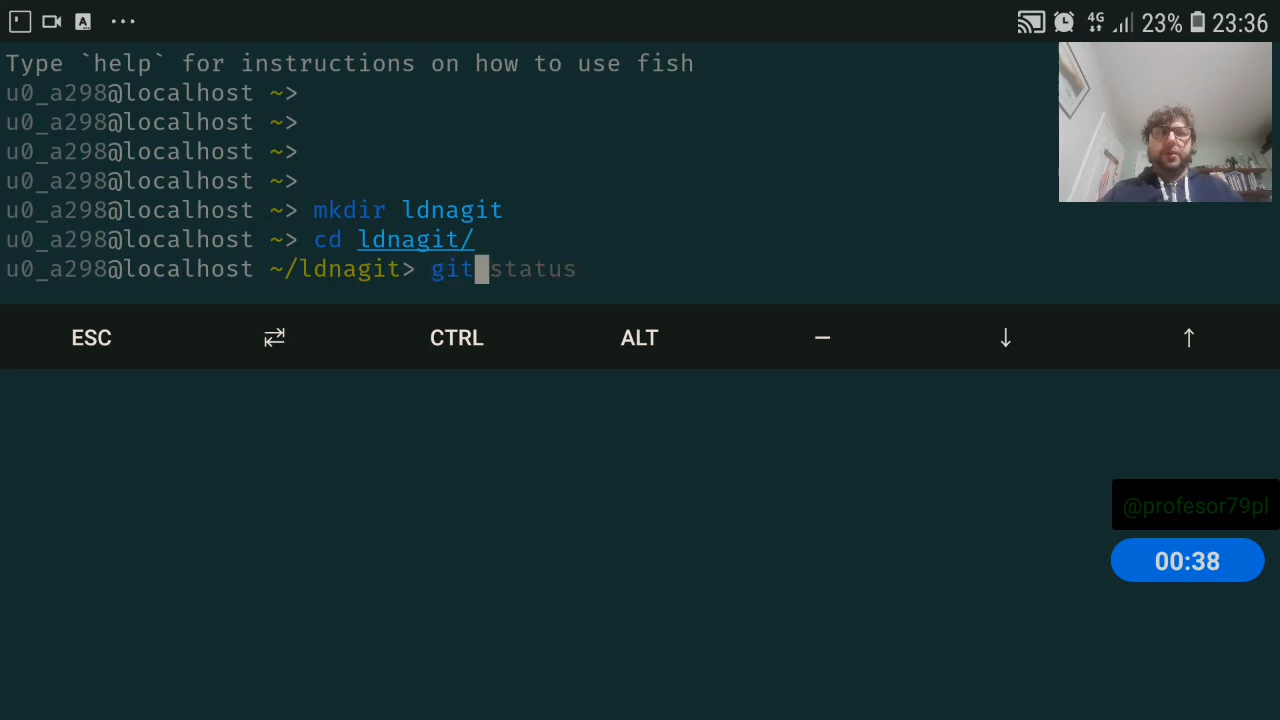 A ... 4G 23% 23:36
Type `help` for instructions on how to use fish
u0_a298@localhost ~>
u0_a298@localhost ~>
u0_a298@localhost ~>
u0_a298@localhost ~>
u0_a298@localhost ~> mkdir ldnagit
u0_a298@localhost ~> cd ldnagit/
u0_a298@localhost ~/ldnagit> git status
ESC ⇄ CTRL ALT — ↓ ↑
@profesor79pl
00:38